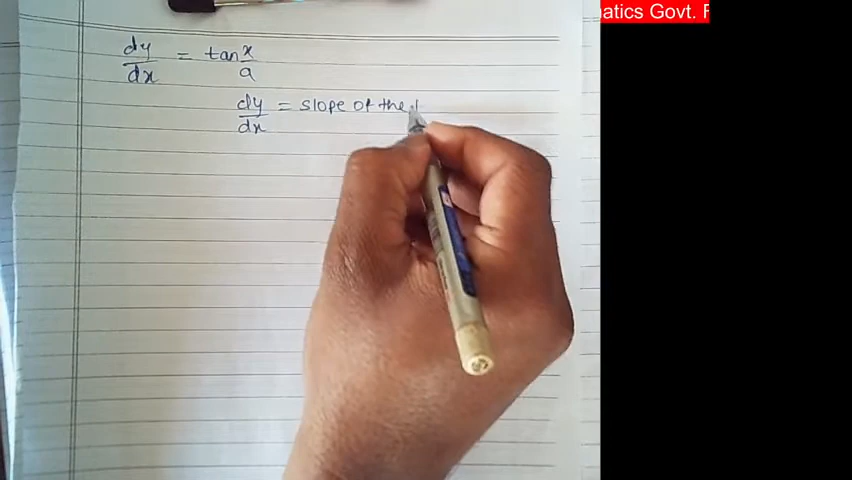 atics Govt.
dy/dx = tan x/a
dy/dx = slope of the